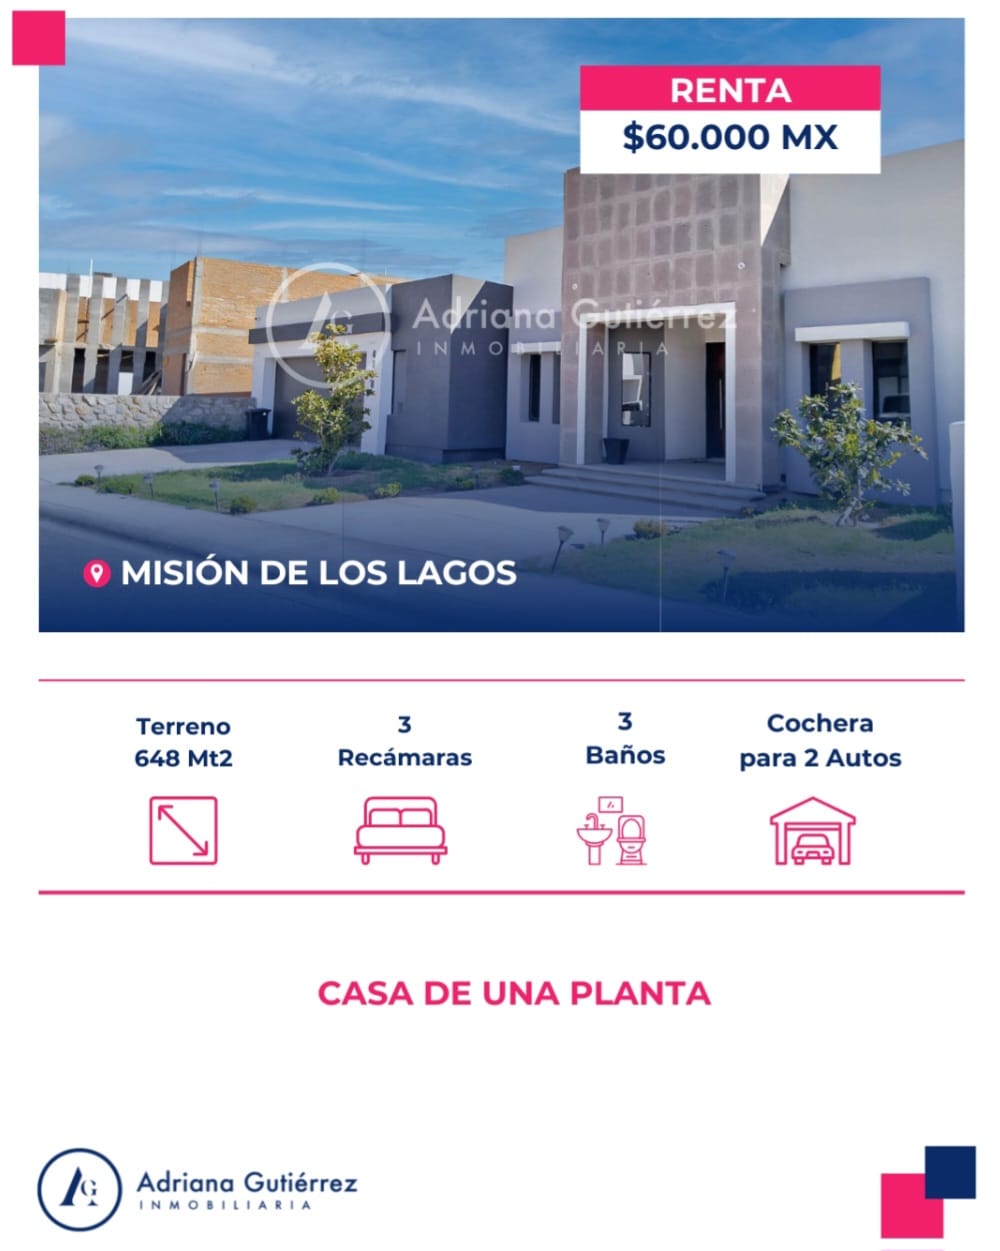 RENTA
$60.000 MX
AG
Adriana Gutiérrez
INMOBILIARIA
MISIÓN DE LOS LAGOS
Terreno
648 Mt2
3
Recámaras
3
Baños
Cochera
para 2 Autos
CASA DE UNA PLANTA
AG
Adriana Gutiérrez
INMOBILIARIA